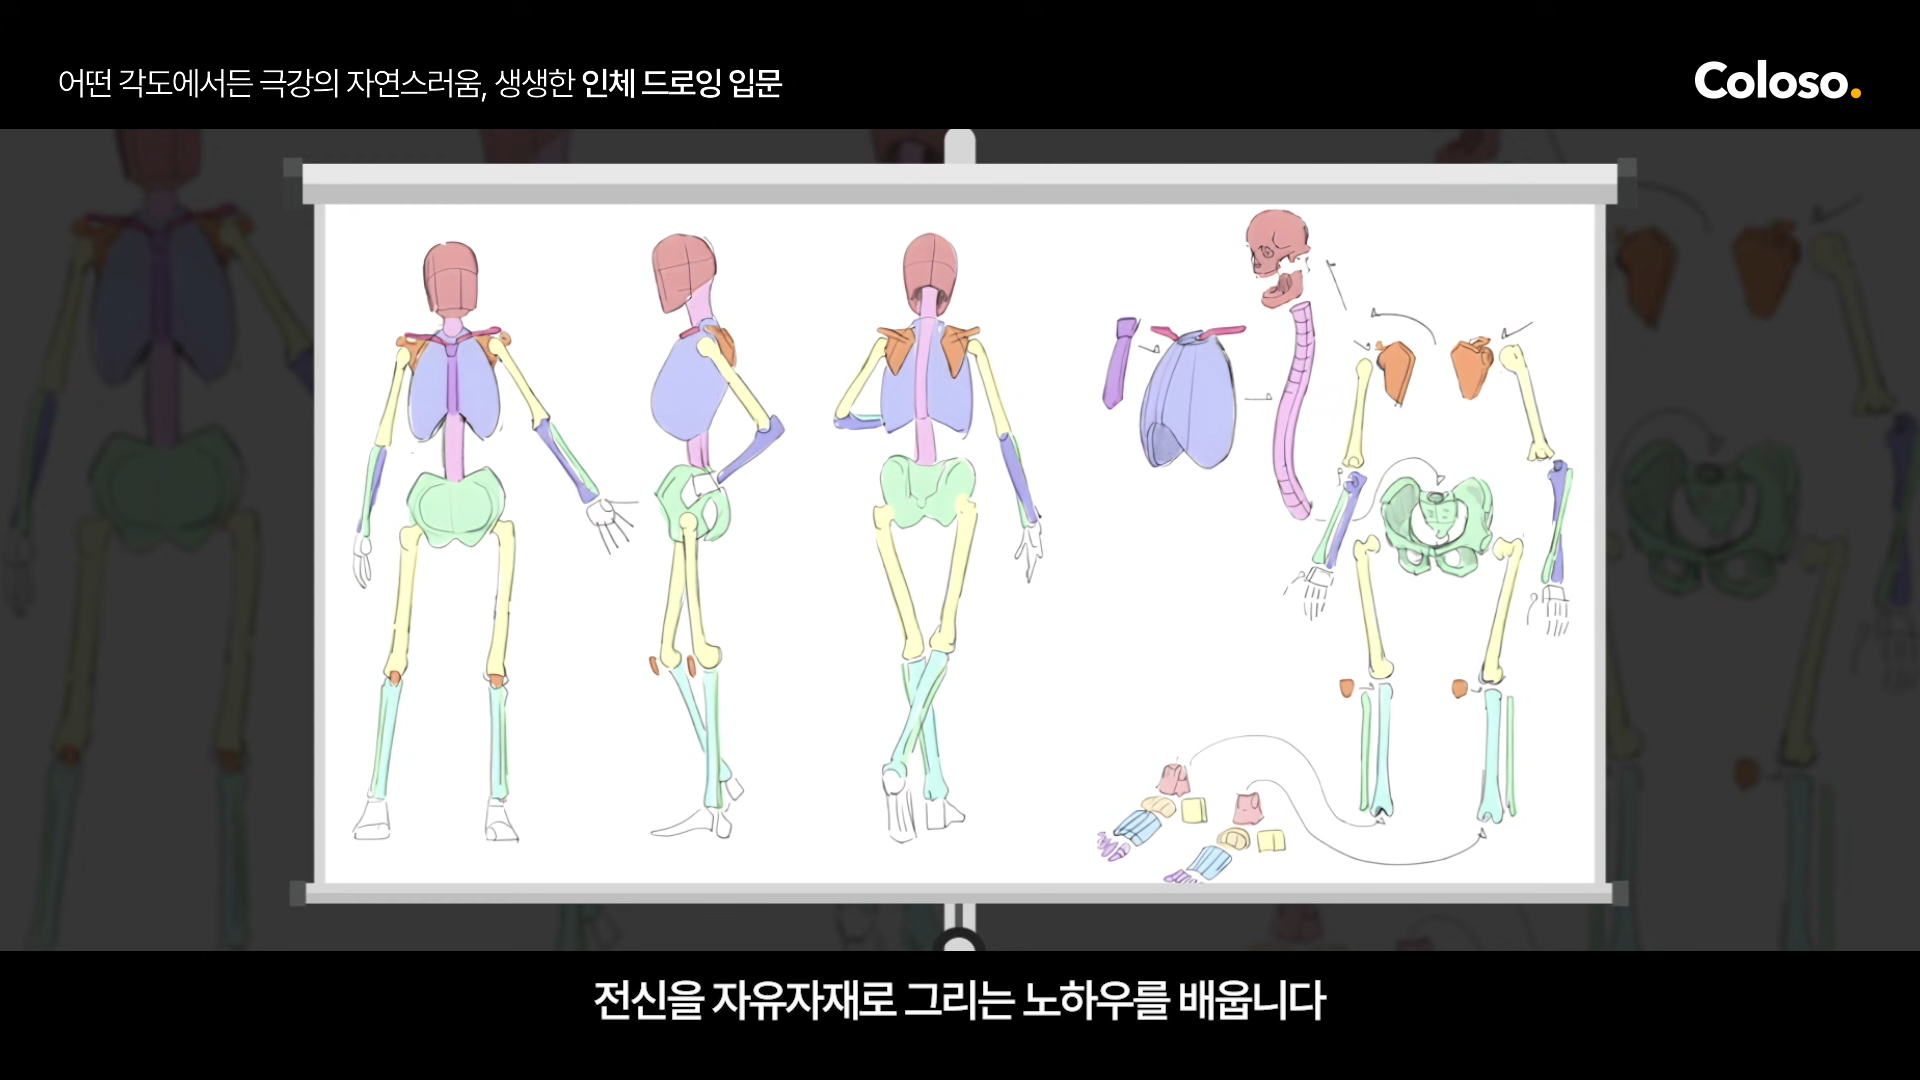 어떤 각도에서든 극강의 자연스러움, 생생한 인체 드로잉 입문
Coloso.
전신을 자유자재로 그리는 노하우를 배웁니다